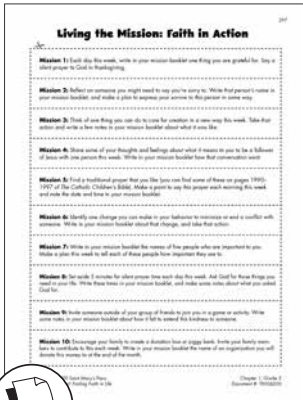 297
Living the Mission: Faith in Action
Mission 1: Each day this week, write in your mission booklet one thing you are grateful for. Say a
silent prayer to God in thanksgiving.
Mission 2: Reflect on someone you might need to say you're sorry to. Write that person's name in
your mission booklet, and make a plan to express your sorrow to this person in some way.
Mission 3: Think of one thing you can do to care for creation in a new way this week. Take that
action and write a few notes in your mission booklet about what it was like.
Mission 4: Share some of your thoughts and feelings about what it means to you to be a follower
of Jesus with one person this week. Write in your mission booklet how that conversation went.
Mission 5: Find a traditional prayer that you like (you can find some of these on pages 1990–
1997 of The Catholic Children's Bible). Make a point to say this prayer each morning this week
and note the date and time in your mission booklet.
Mission 6: Identify one change you can make in your behavior to minimize or end a conflict with
someone. Write in your mission booklet about that change, and take that action.
Mission 7: Write in your mission booklet the names of five people who are important to you.
Make a plan this week to tell each of these people how important they are to you.
Mission 8: Set aside 5 minutes for silent prayer time each day this week. Ask God for those things you
need in your life. Write these times in your mission booklet, and make some notes about what you asked
God for.
Mission 9: Invite someone outside of your group of friends to join you in a game or activity. Write
some notes in your mission booklet about how it felt to extend this kindness to someone.
Mission 10: Encourage your family to create a donation box or piggy bank. Invite your family mem-
bers to contribute to this each week. Write in your mission booklet the name of an organization you will
donate this money to at the end of the month.
Saint Mary's Press
Finding Faith in Life
Chapter
Grade 5
Document #: